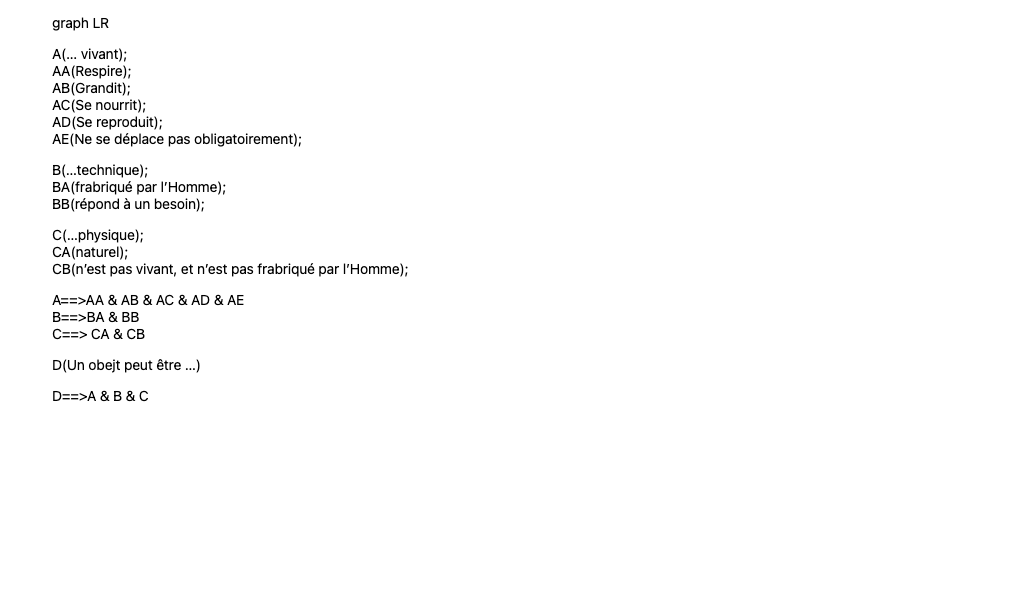 graph LR
A(... vivant);
AA(Respire);
AB(Grandit);
AC(Se nourrit);
AD(Se reproduit);
AE(Ne se déplace pas obligatoirement);
B(...technique);
BA(frabriqué par l’Homme);
BB(répond à un besoin);
C(...physique);
CA(naturel);
CB(n’est pas vivant, et n’est pas frabriqué par l’Homme);
A==>AA & AB & AC & AD & AE
B==>BA & BB
C==> CA & CB
D(Un obejt peut être ...)
D==>A & B & C